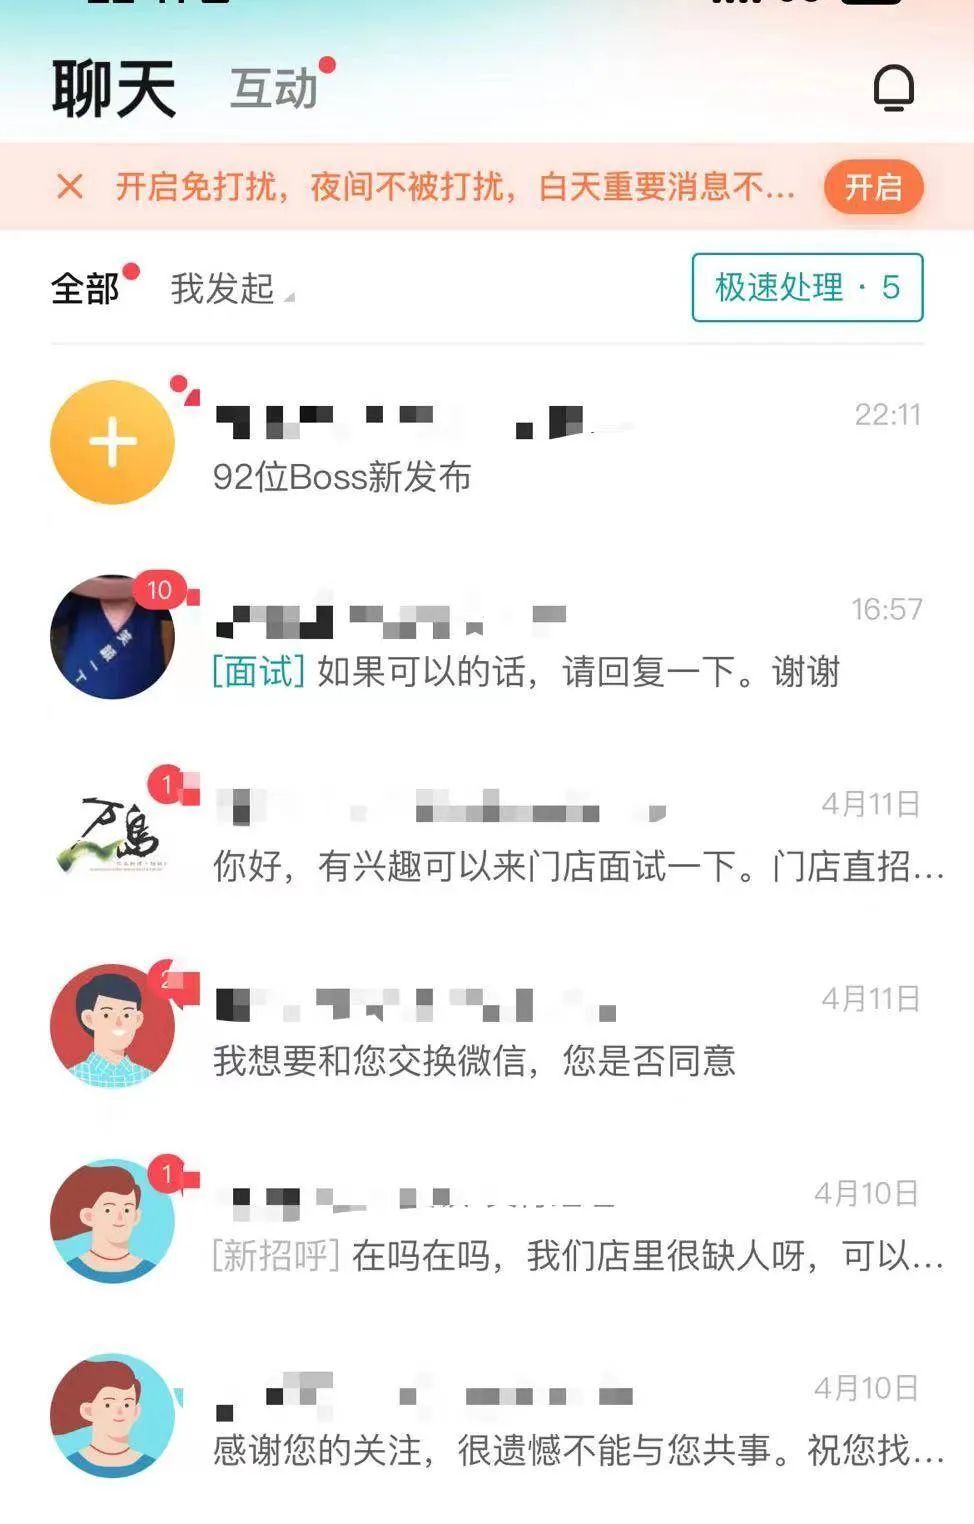 聊天 互动
开启免打扰，夜间不被打扰，白天重要消息不... 开启
全部 我发起 极速处理 · 5
22:11
92位Boss新发布
10
16:57
[面试] 如果可以的话，请回复一下。谢谢
1
4月11日
你好，有兴趣可以来门店面试一下。门店直招...
2
4月11日
我想要和您交换微信，您是否同意
1
4月10日
[新招呼] 在吗在吗，我们店里很缺人呀，可以...
4月10日
感谢您的关注，很遗憾不能与您共事。祝您找...